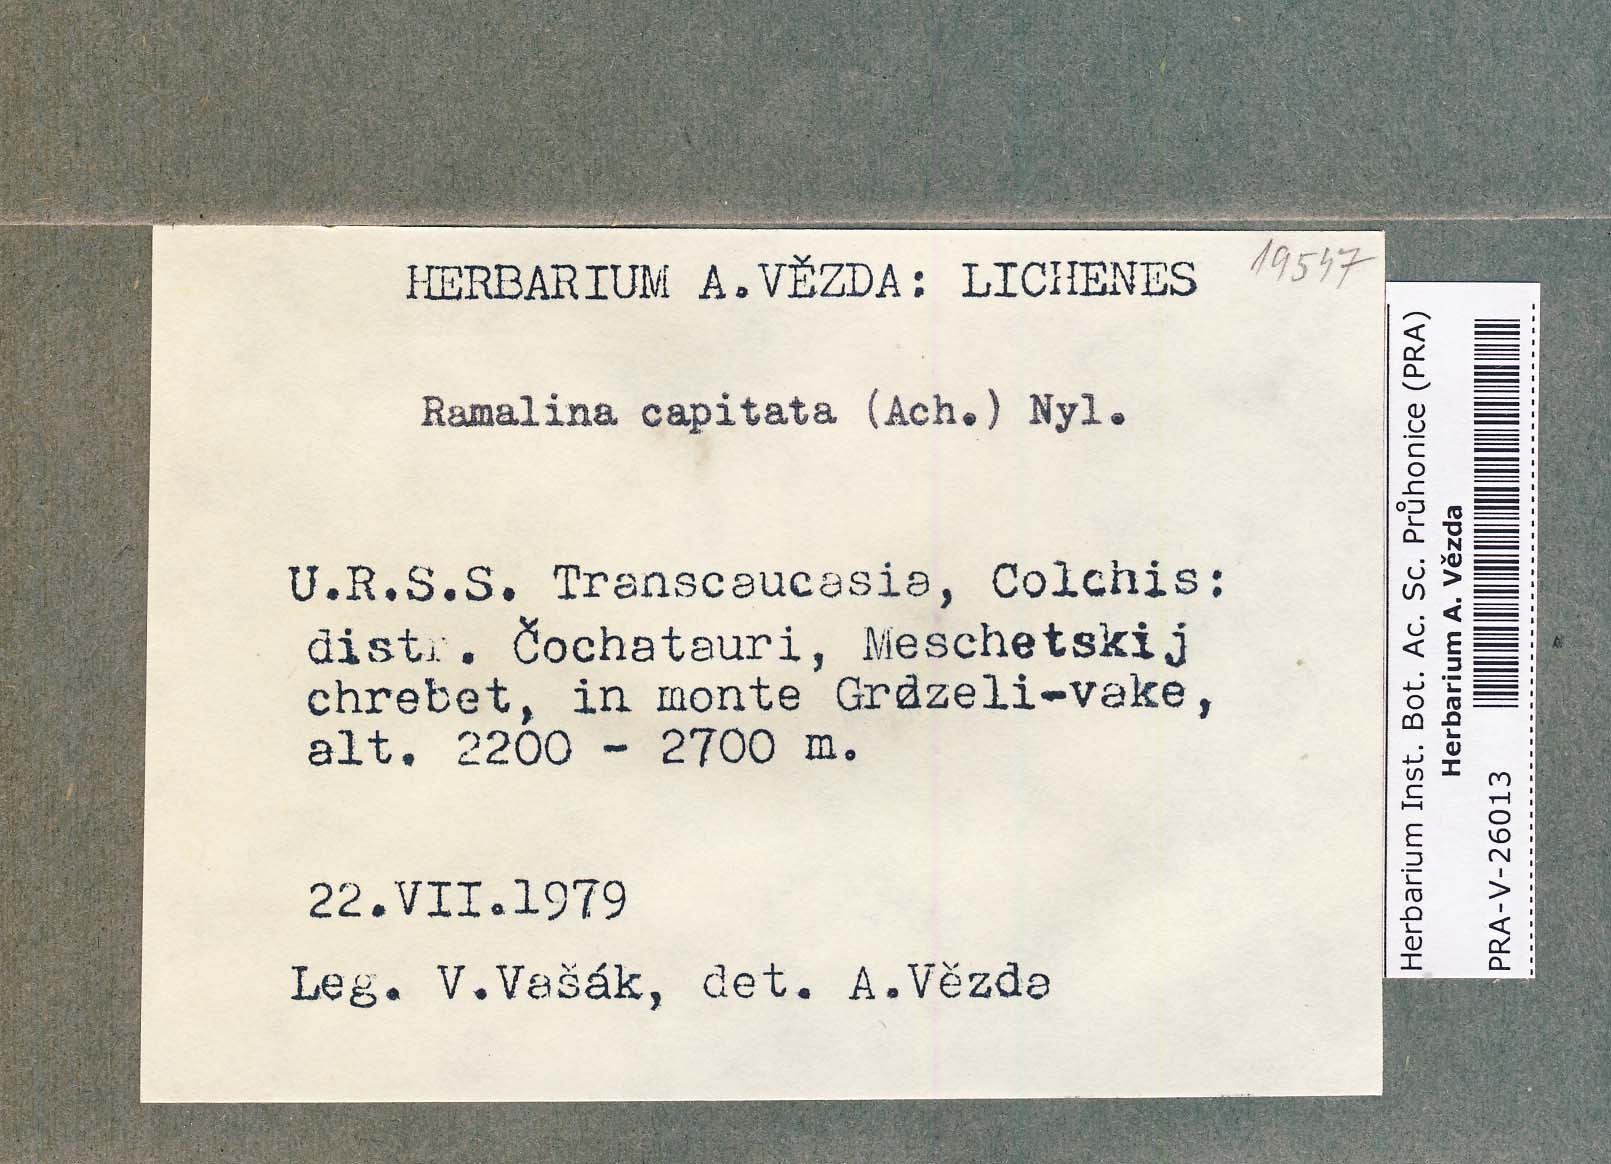 HERBARIUM A.VĚZDA: LICHENES
19547
Ramalina capitata (Ach.) Nyl.
U.R.S.S. Transcaucasia, Colchis:
distr. Čochatauri, Meschetskij
chrebet, in monte Grdzeli-vake,
alt. 2200 - 2700 m.
22.VII.1979
Leg. V.Vašák, det. A.Vězda
Herbarium Inst. Bot. Ac. Sc. Průhonice (PRA)
Herbarium A. Vězda
PRA-V-26013